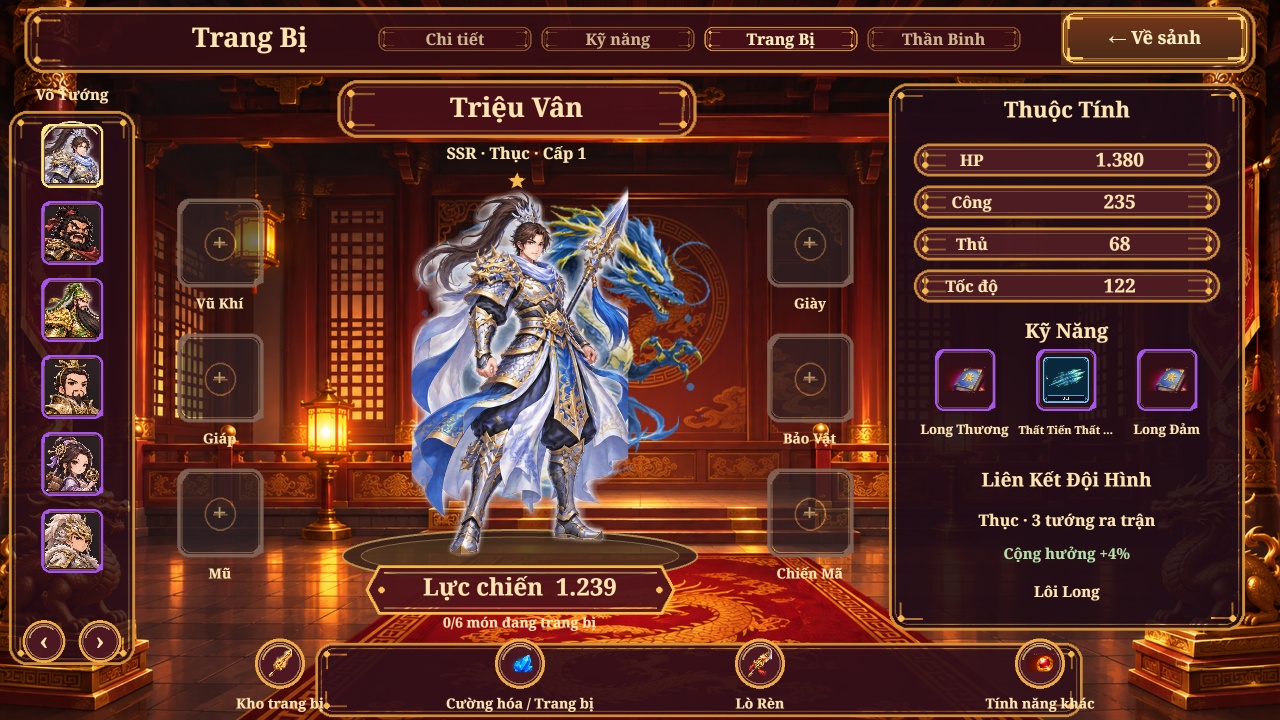 Trang Bị
Chi tiết
Kỹ năng
Trang Bị
Thần Binh
← Về sảnh
Võ Tướng
Triệu Vân
SSR · Thục · Cấp 1
Vũ Khí
Giáp
Mũ
Giày
Bảo Vật
Chiến Mã
Lực chiến 1.239
0/6 món đang trang bị
Thuộc Tính
HP 1.380
Công 235
Thủ 68
Tốc độ 122
Kỹ Năng
Long Thương
Thất Tiến Thất ...
Long Đảm
Liên Kết Đội Hình
Thục · 3 tướng ra trận
Cộng hưởng +4%
Lôi Long
Kho trang bị
Cường hóa / Trang bị
Lò Rèn
Tính năng khác